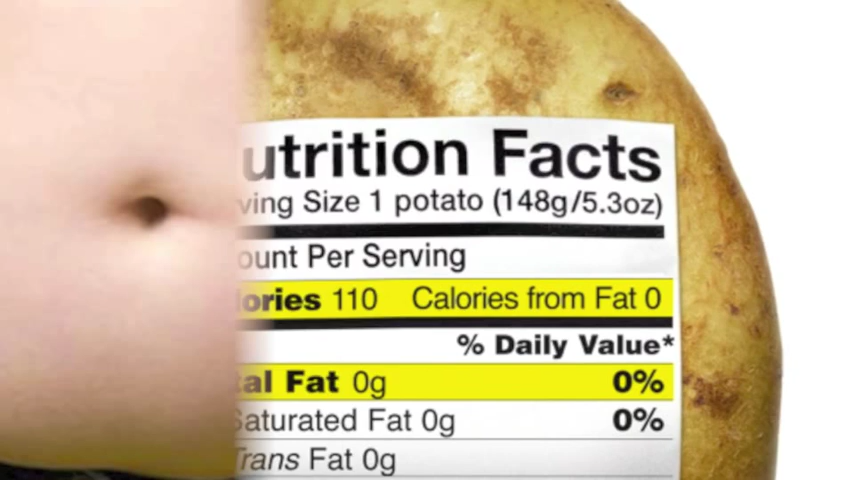 utrition Facts
ving Size 1 potato (148g/5.3oz)
ount Per Serving
lories 110 Calories from Fat 0
% Daily Value*
tal Fat 0g 0%
Saturated Fat 0g 0%
Trans Fat 0g